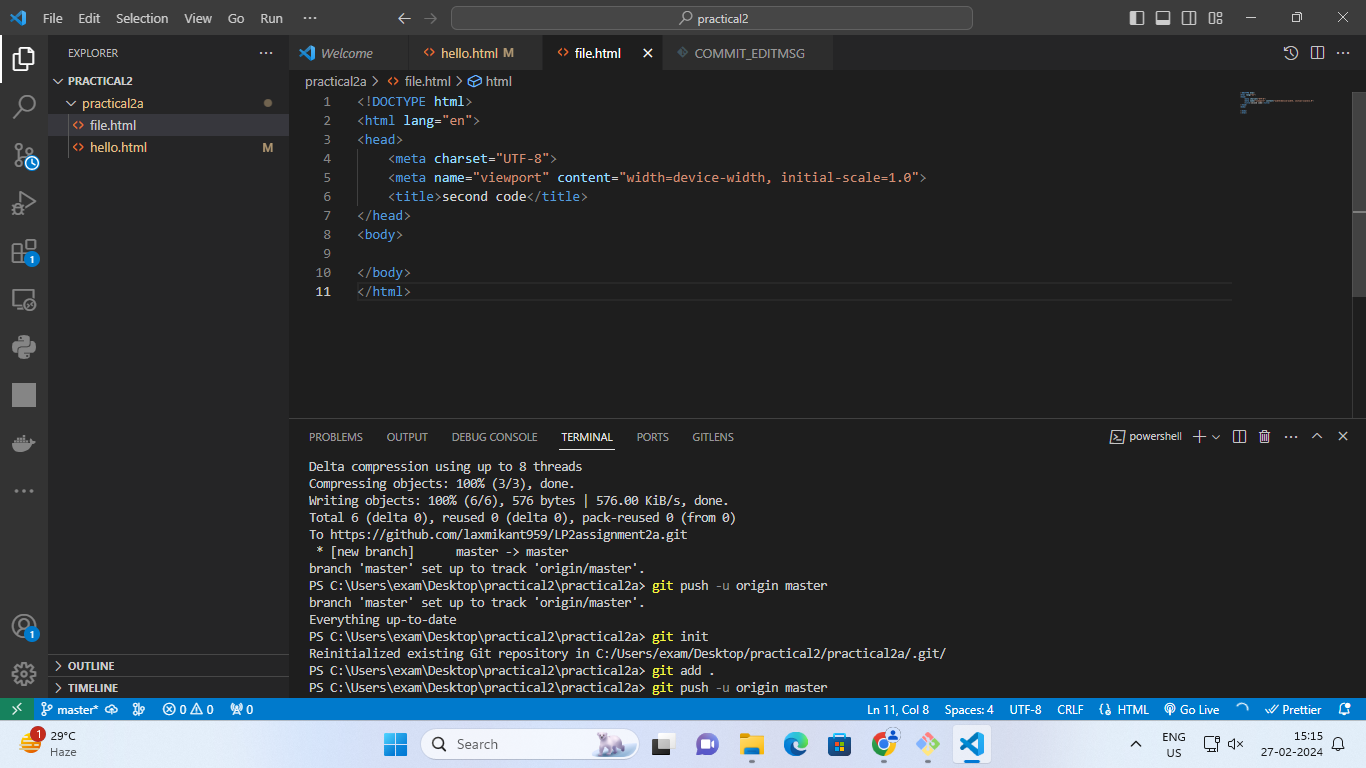 File Edit Selection View Go Run ··· practical2
EXPLORER ···
PRACTICAL2
practical2a
file.html
hello.html M
OUTLINE
TIMELINE
Welcome hello.html M file.html COMMIT_EDITMSG
practical2a > file.html > html
1 <!DOCTYPE html>
2 <html lang="en">
3 <head>
4 <meta charset="UTF-8">
5 <meta name="viewport" content="width=device-width, initial-scale=1.0">
6 <title>second code</title>
7 </head>
8 <body>
9
10 </body>
11 </html>
PROBLEMS OUTPUT DEBUG CONSOLE TERMINAL PORTS GITLENS powershell
Delta compression using up to 8 threads
Compressing objects: 100% (3/3), done.
Writing objects: 100% (6/6), 576 bytes | 576.00 KiB/s, done.
Total 6 (delta 0), reused 0 (delta 0), pack-reused 0 (from 0)
To https://github.com/laxmikant959/LP2assignment2a.git
* [new branch] master -> master
branch 'master' set up to track 'origin/master'.
PS C:\Users\exam\Desktop\practical2\practical2a> git push -u origin master
branch 'master' set up to track 'origin/master'.
Everything up-to-date
PS C:\Users\exam\Desktop\practical2\practical2a> git init
Reinitialized existing Git repository in C:/Users/exam/Desktop/practical2/practical2a/.git/
PS C:\Users\exam\Desktop\practical2\practical2a> git add .
PS C:\Users\exam\Desktop\practical2\practical2a> git push -u origin master
1
1
master* 0 0 0 Ln 11, Col 8 Spaces: 4 UTF-8 CRLF HTML Go Live Prettier
1 29°C
Haze
Search
ENG
US
15:15
27-02-2024